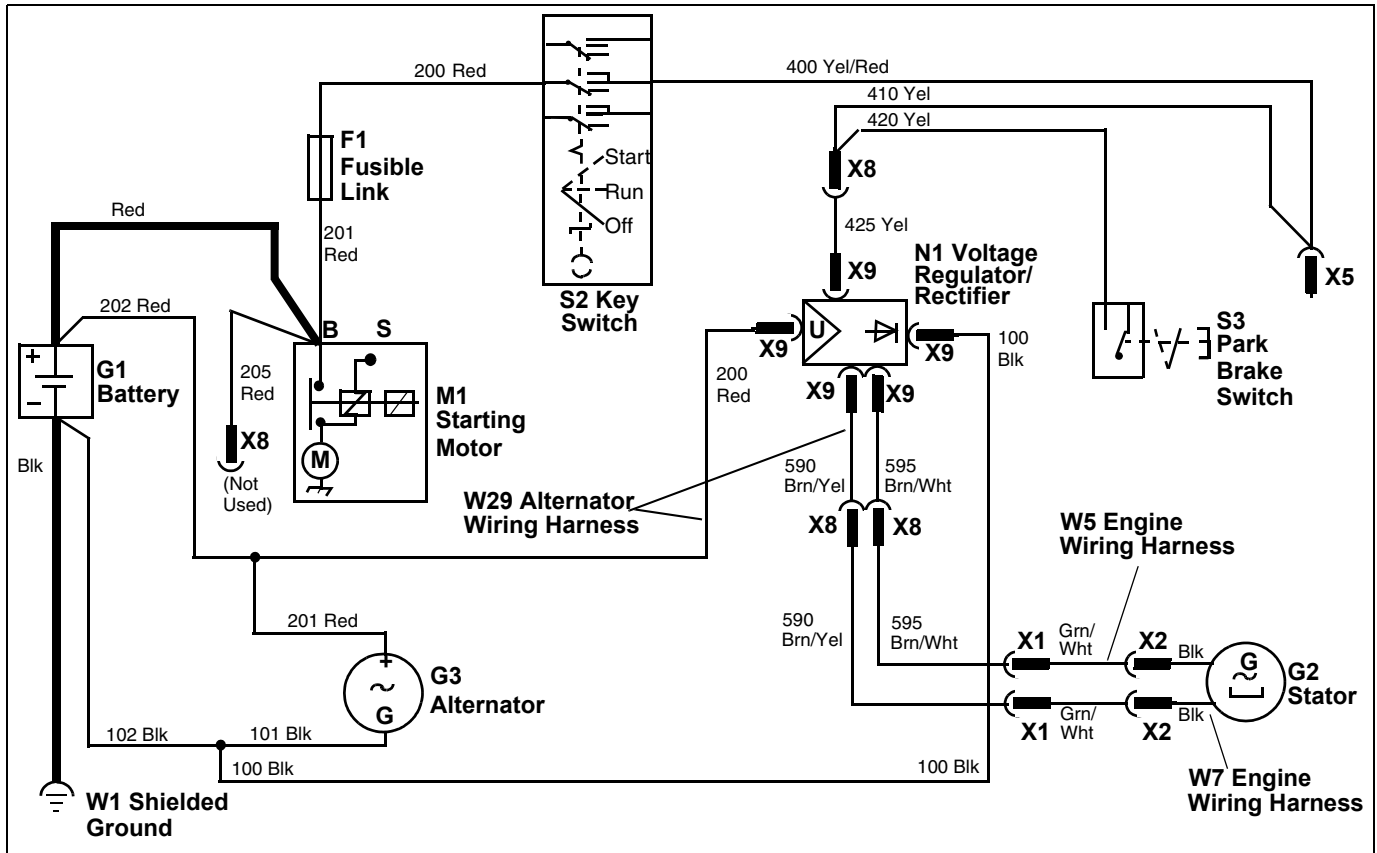 200 Red
400 Yel/Red
410 Yel
420 Yel
F1
Fusible
Link
Start
Run
Off
X8
Red
201
Red
425 Yel
N1 Voltage
Regulator/
Rectifier
X9
X5
S2 Key
Switch
202 Red
B
S
U
X9
X9
100
Blk
S3
Park
Brake
Switch
+
−
G1
Battery
205
Red
200
Red
X9
X9
M1
Starting
Motor
X8
M
Blk
(Not
Used)
590
Brn/Yel
595
Brn/Wht
W29 Alternator
Wiring Harness
X8
X8
W5 Engine
Wiring Harness
201 Red
590
Brn/Yel
595
Brn/Wht
X1
Grn/
Wht
X2
Blk
G
G2
Stator
+
G
G3
Alternator
X1
Grn/
Wht
X2
Blk
102 Blk
101 Blk
100 Blk
100 Blk
W7 Engine
Wiring Harness
W1 Shielded
Ground